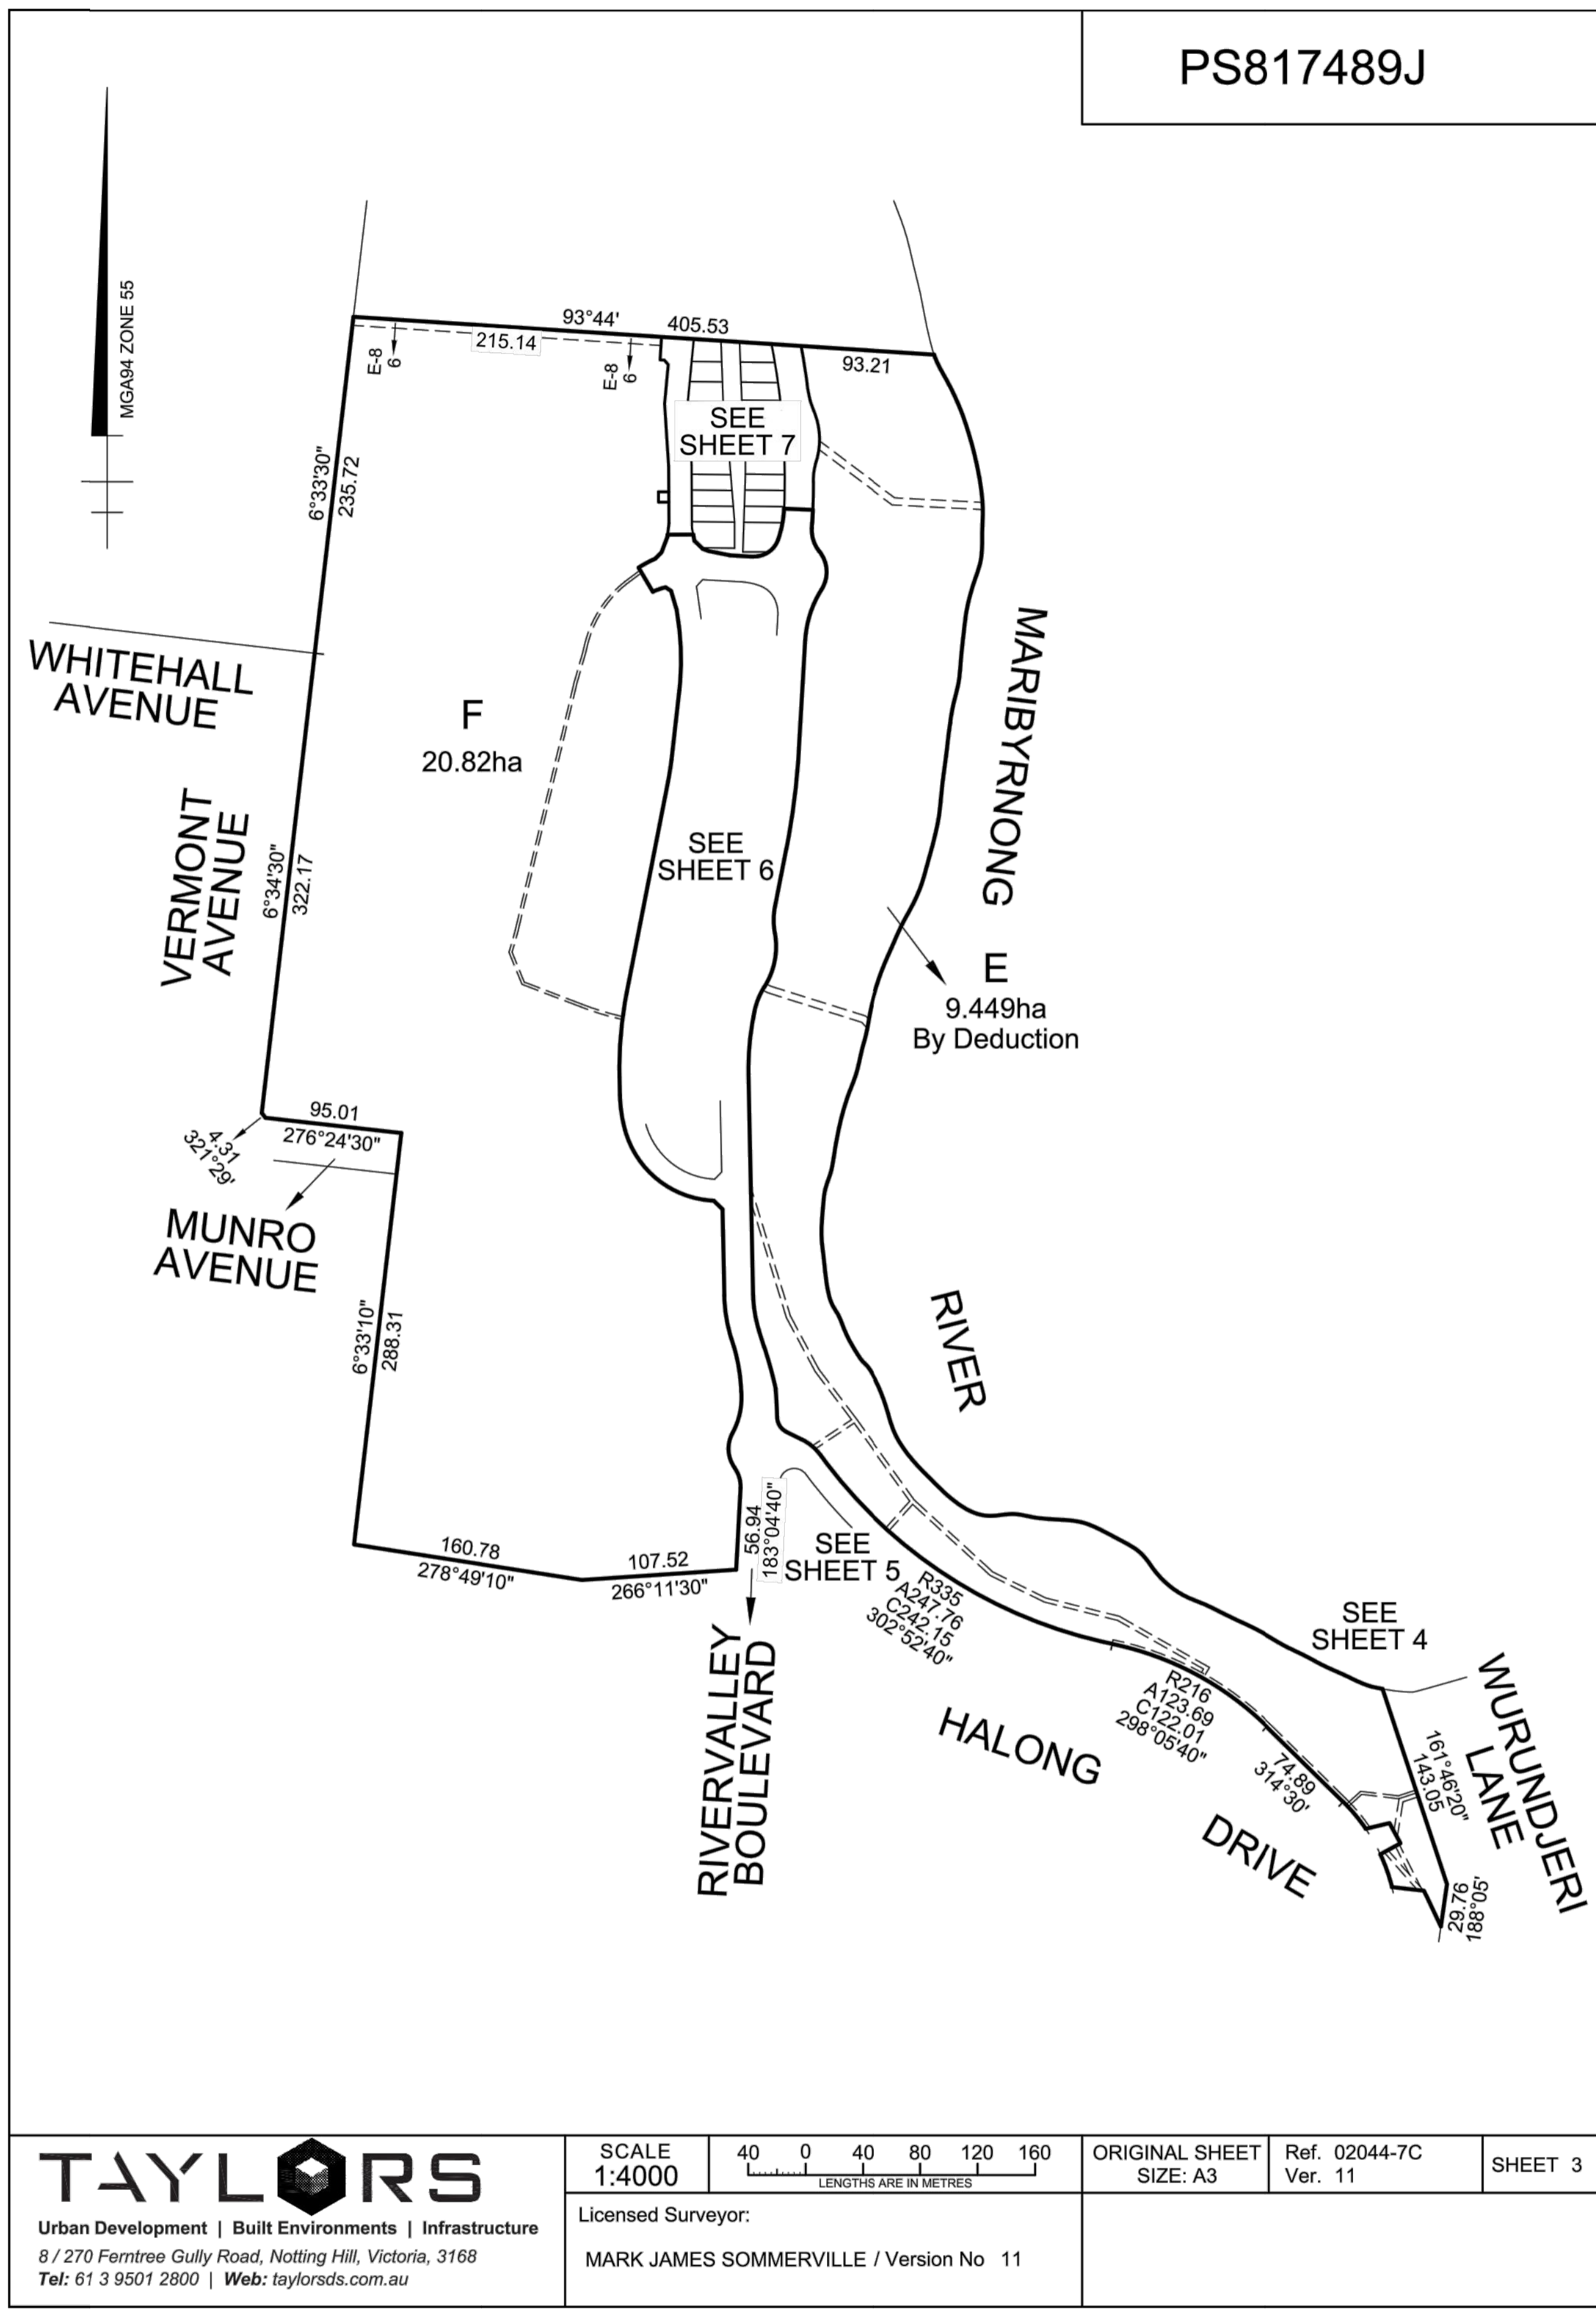 PS817489J
MGA94 ZONE 55
93°44'
405.53
215.14
93.21
E-8
6
E-8
6
SEE
SHEET 7
6°33'30"
235.72
WHITEHALL
AVENUE
F
20.82ha
MARIBYRNONG
VERMONT
AVENUE
6°34'30"
322.17
SEE
SHEET 6
E
9.449ha
By Deduction
95.01
276°24'30"
4.31
321°29'
MUNRO
AVENUE
RIVER
6°33'10"
288.31
160.78
278°49'10"
107.52
266°11'30"
56.94
183°04'40"
SEE
SHEET 5
R335
A247.76
C242.15
302°52'40"
SEE
SHEET 4
RIVERVALLEY
BOULEVARD
HALONG
DRIVE
R216
A123.69
C122.01
298°05'40"
74.89
314°30'
161°46'20"
143.05
WURUNDJERI
LANE
29.76
188°05'
TAYLORS
Urban Development | Built Environments | Infrastructure
8 / 270 Ferntree Gully Road, Notting Hill, Victoria, 3168
Tel: 61 3 9501 2800 | Web: taylorsds.com.au
SCALE
1:4000
40 0 40 80 120 160
LENGTHS ARE IN METRES
ORIGINAL SHEET
SIZE: A3
Ref. 02044-7C
Ver. 11
SHEET 3
Licensed Surveyor:
MARK JAMES SOMMERVILLE / Version No 11